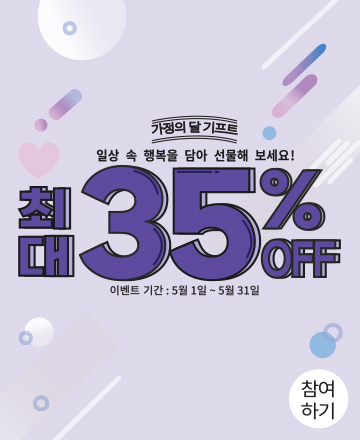 가정의 달 기프트
일상 속 행복을 담아 선물해 보세요!
최대 35% OFF
이벤트 기간 : 5월 1일 ~ 5월 31일
참여
하기